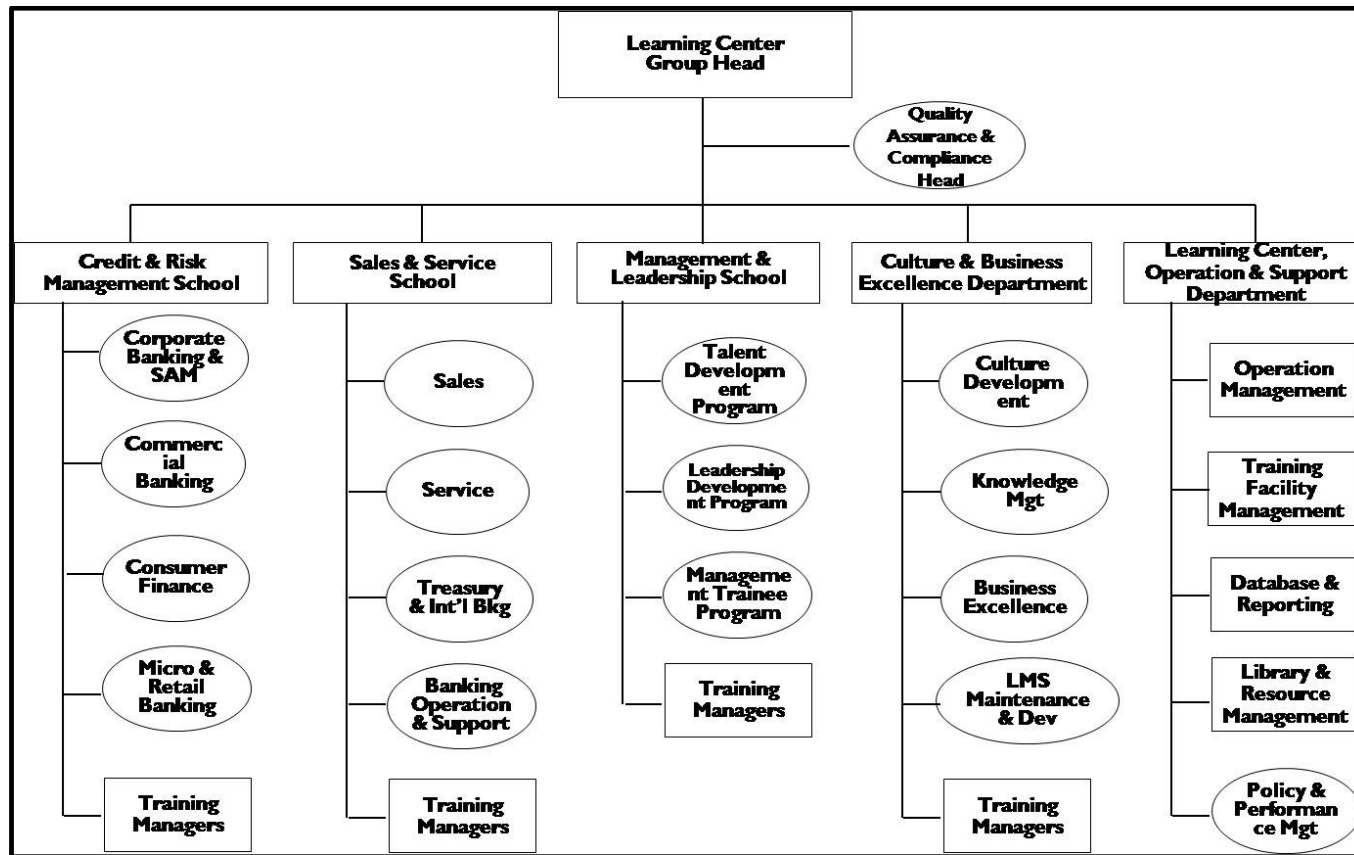 Learning Center
Group Head
Quality
Assurance &
Compliance
Head
Credit & Risk
Management School
Sales & Service
School
Management &
Leadership School
Culture & Business
Excellence Department
Learning Center,
Operation & Support
Department
Corporate
Banking &
SAM
Commerc
ial
Banking
Consumer
Finance
Micro &
Retail
Banking
Training
Managers
Sales
Service
Treasury
& Int'l Bkg
Banking
Operation
& Support
Training
Managers
Talent
Developm
ent
Program
Leadership
Developme
nt Program
Manageme
nt Trainee
Program
Training
Managers
Culture
Developm
ent
Knowledge
Mgt
Business
Excellence
LMS
Maintenance
& Dev
Training
Managers
Operation
Management
Training
Facility
Management
Database &
Reporting
Library &
Resource
Management
Policy &
Performan
ce Mgt